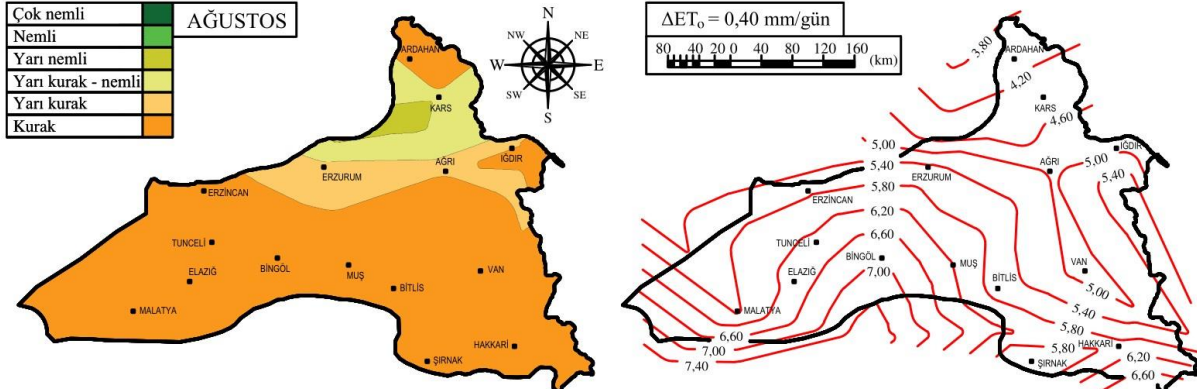 Çok nemli
Nemli
Yarı nemli
Yarı kurak - nemli
Yarı kurak
Kurak
AĞUSTOS
N
NW
NE
W
E
SW
SE
S
ARDAHAN
KARS
IĞDIR
AĞRI
ERZURUM
ERZİNCAN
TUNCELİ
ELAZIĞ
BİNGÖL
MUŞ
VAN
BİTLİS
MALATYA
HAKKARİ
ŞIRNAK
ΔETo = 0,40 mm/gün
80 40 20 0 40 80 120 160
(km)
3,80
ARDAHAN
4,20
KARS
4,60
5,00
IĞDIR
5,40
ERZURUM
AĞRI
5,00
5,80
5,40
ERZİNCAN
6,20
TUNCELİ
6,60
BİNGÖL
MUŞ
VAN
ELAZIĞ
7,00
BİTLİS
5,00
MALATYA
5,40
6,60
5,80
7,00
5,80
HAKKARİ
7,40
ŞIRNAK
6,20
6,60